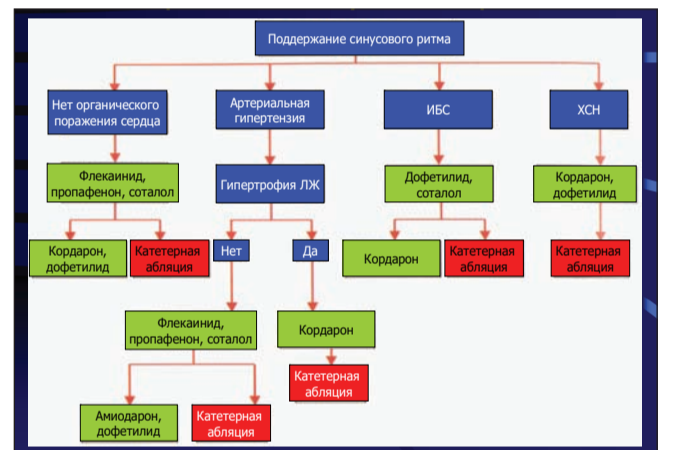 Поддержание синусового ритма
Нет органического
поражения сердца
Артериальная
гипертензия
ИБС
ХСН
Флекаинид,
пропафенон, соталол
Гипертрофия ЛЖ
Дофетилид,
соталол
Кордарон,
дофетилид
Кордарон,
дофетилид
Катетерная
абляция
Нет
Да
Кордарон
Катетерная
абляция
Катетерная
абляция
Флекаинид,
пропафенон, соталол
Кордарон
Катетерная
абляция
Амиодарон,
дофетилид
Катетерная
абляция